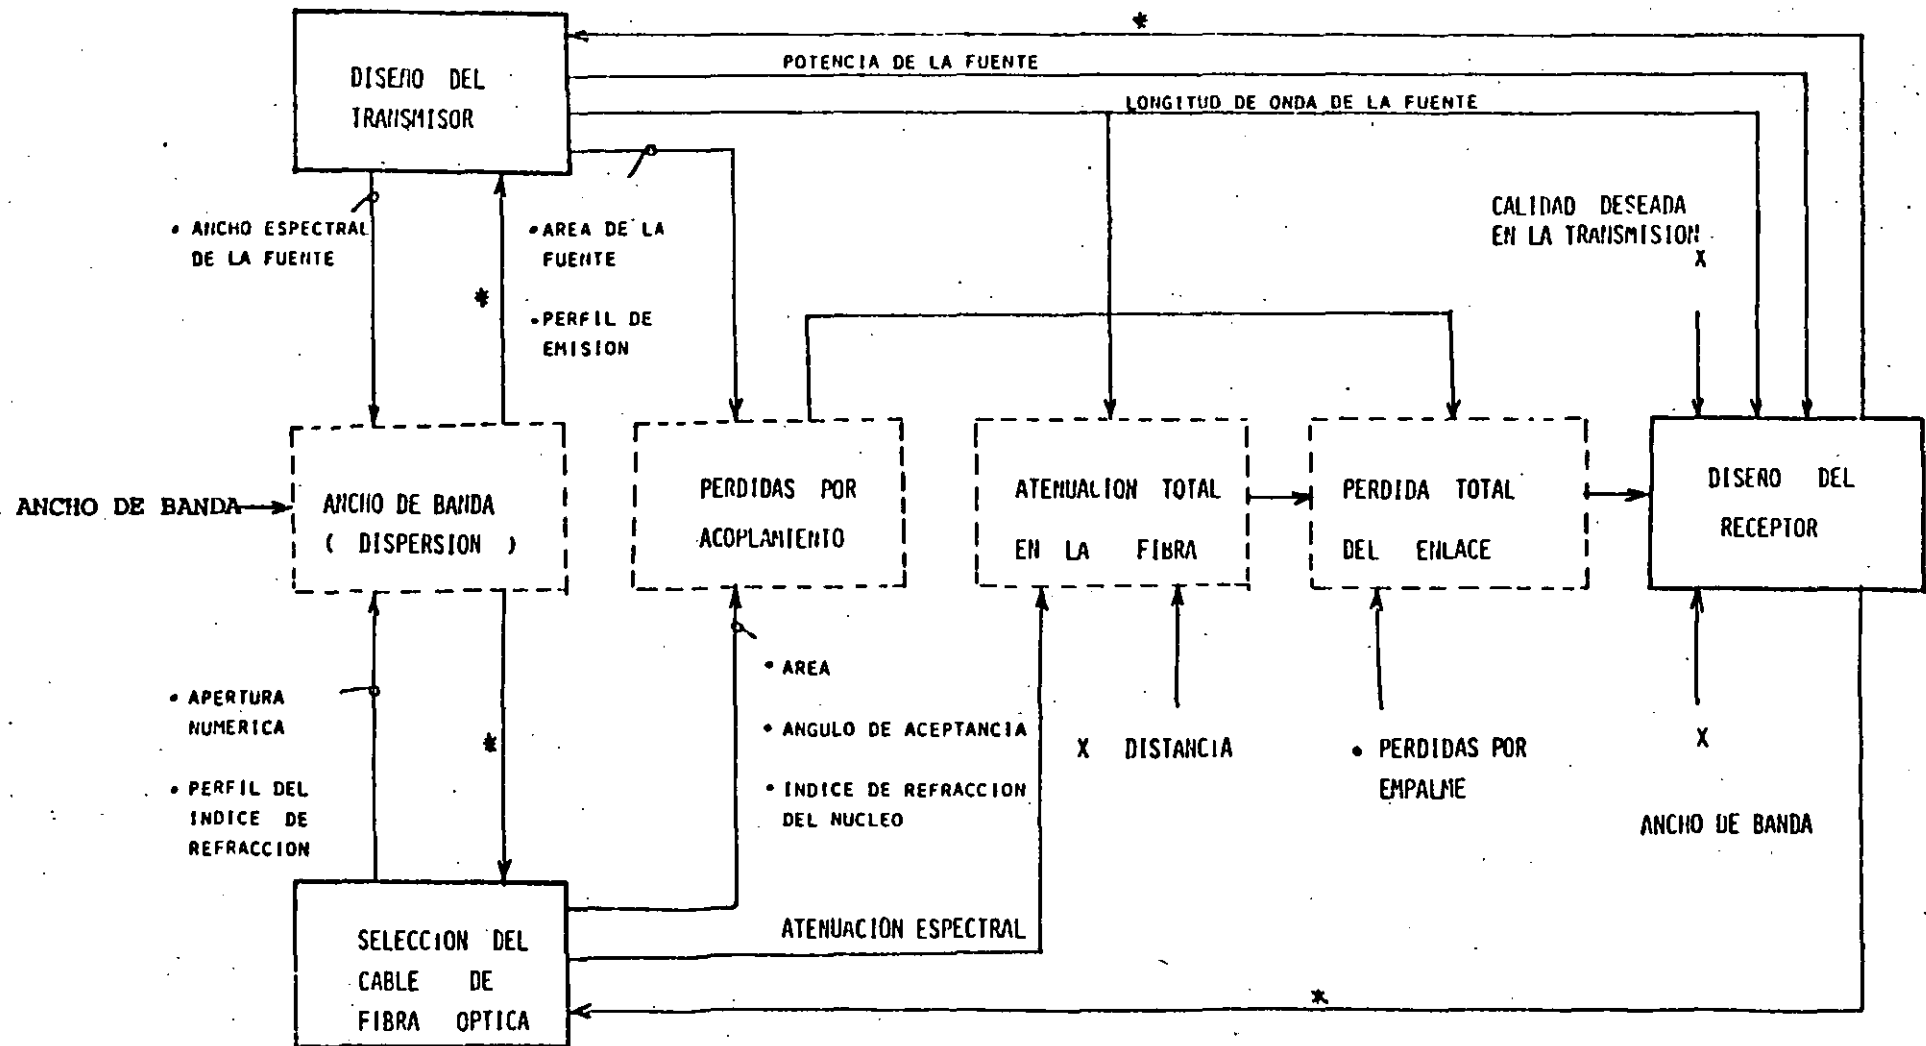 *
DISEÑO DEL
TRANSMISOR
POTENCIA DE LA FUENTE
LONGITUD DE ONDA DE LA FUENTE
• ANCHO ESPECTRAL
DE LA FUENTE
*
• AREA DE LA
FUENTE
• PERFIL DE
EMISION
CALIDAD DESEADA
EN LA TRANSMISION
X
ANCHO DE BANDA
ANCHO DE BANDA
( DISPERSION )
PERDIDAS POR
ACOPLAMIENTO
ATENUACION TOTAL
EN LA FIBRA
PERDIDA TOTAL
DEL ENLACE
DISEÑO DEL
RECEPTOR
• APERTURA
NUMERICA
• PERFIL DEL
INDICE DE
REFRACCION
*
• AREA
• ANGULO DE ACEPTANCIA
• INDICE DE REFRACCION
DEL NUCLEO
X DISTANCIA
• PERDIDAS POR
EMPALME
X
ANCHO DE BANDA
SELECCION DEL
CABLE DE
FIBRA OPTICA
ATENUACION ESPECTRAL
*